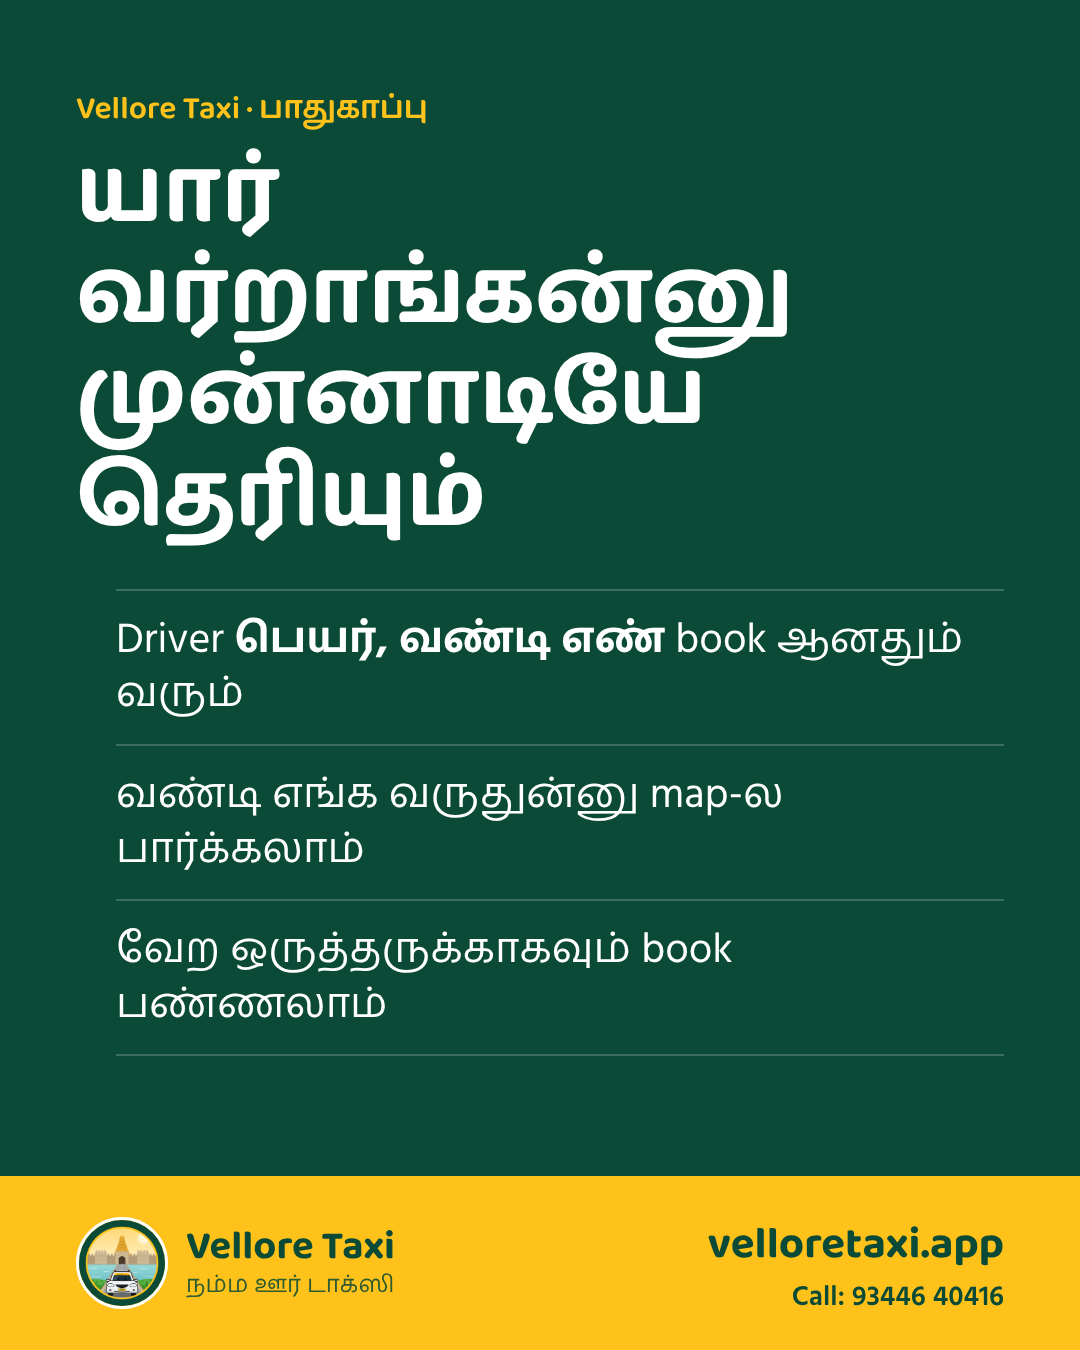 Vellore Taxi · பாதுகாப்பு
யார்
வர்றாங்கன்னு
முன்னாடியே
தெரியும்
Driver பெயர், வண்டி எண் book ஆனதும்
வரும்
வண்டி எங்க வருதுன்னு map-ல
பார்க்கலாம்
வேற ஒருத்தருக்காகவும் book
பண்ணலாம்
Vellore Taxi
நம்ம ஊர் டாக்ஸி
velloretaxi.app
Call: 93446 40416